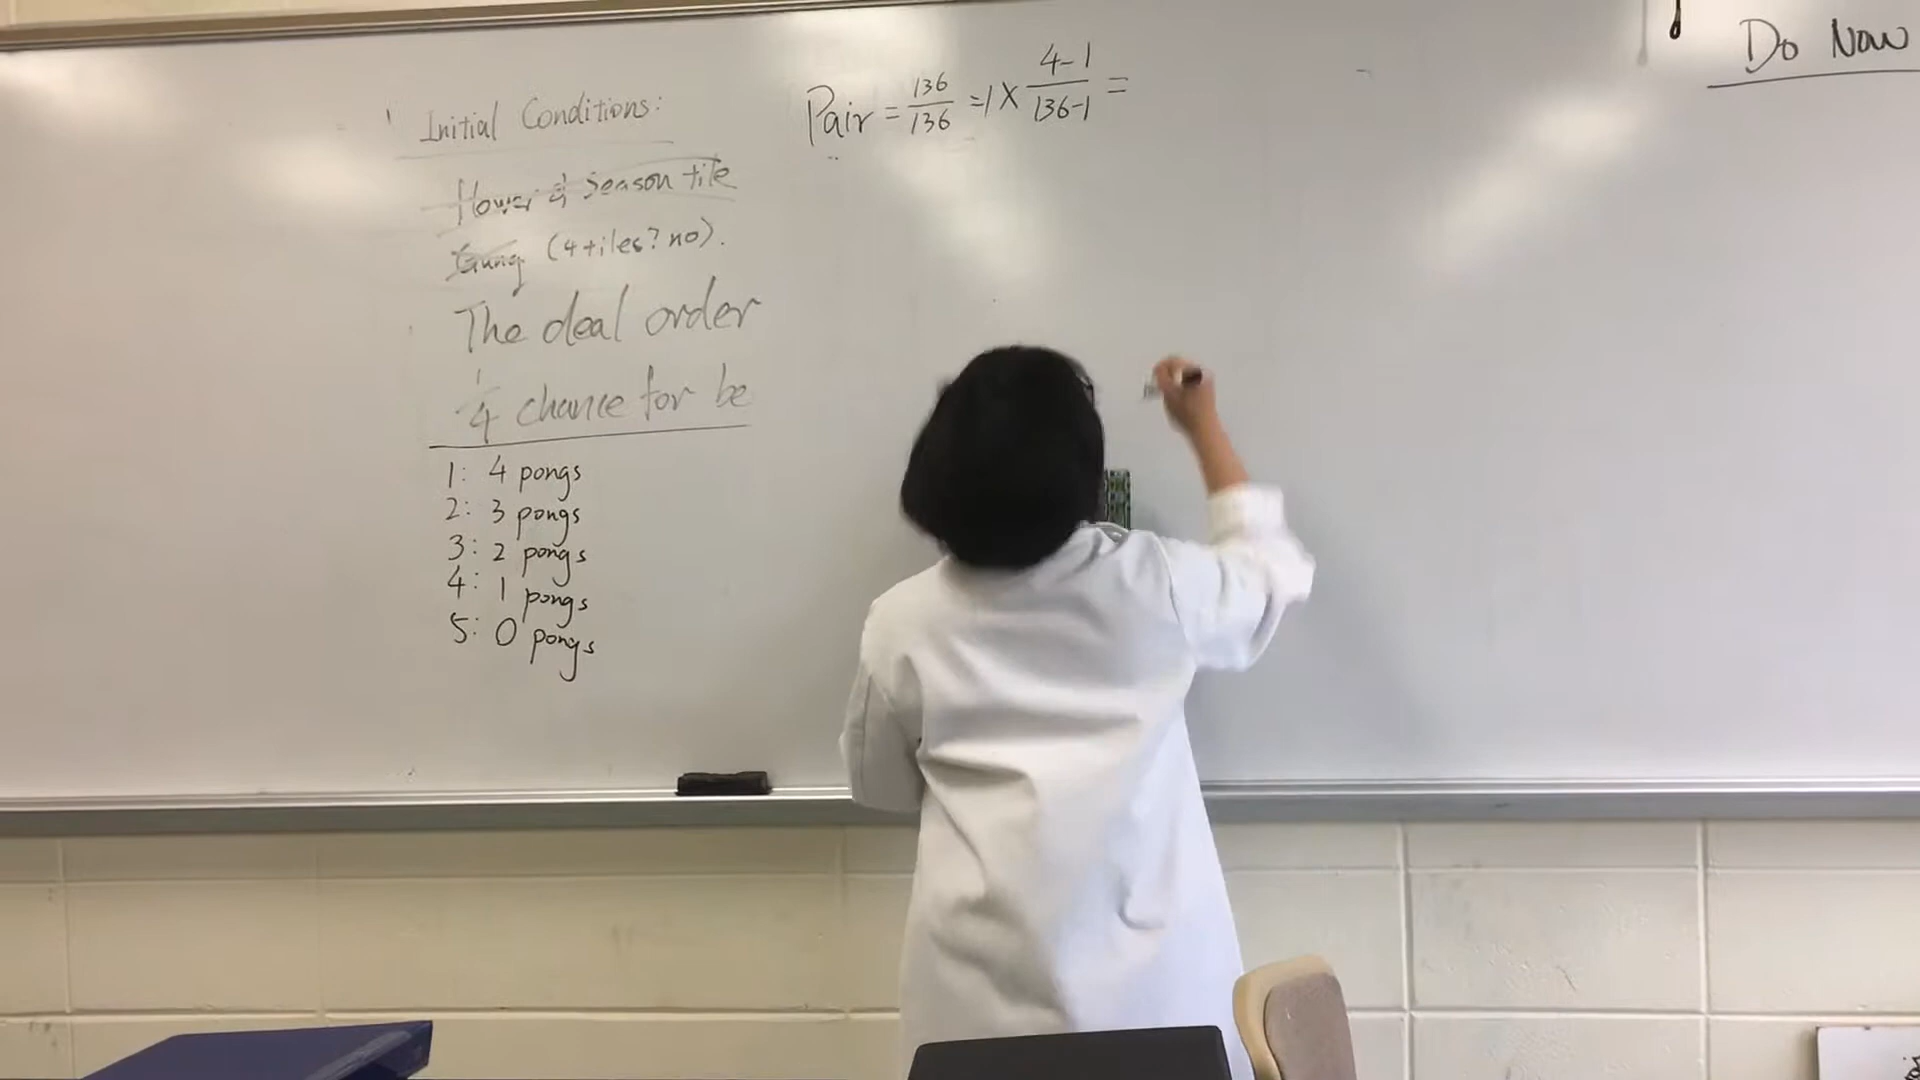 Initial Conditions:
Flower & Season tile
Gung (4 tiles? no).
The deal order
1/4 chance for be
1: 4 pongs
2: 3 pongs
3: 2 pongs
4: 1 pongs
5: 0 pongs
Pair = 136/136 = 1 X 4-1/136-1 =
Do Now